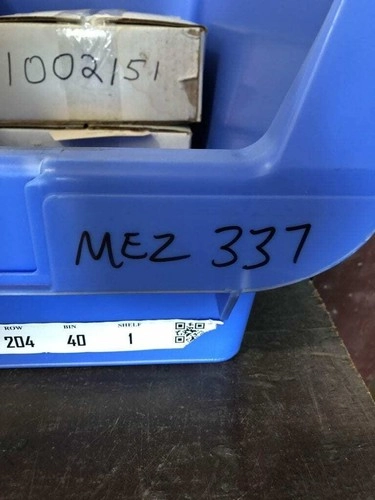 1002151
MEZ 337
ROW BIN SHELF
204 40 1